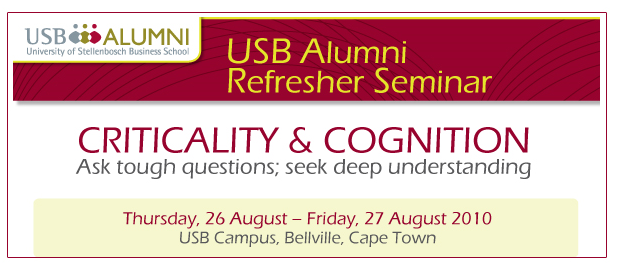 USB ALUMNI
University of Stellenbosch Business School
USB Alumni
Refresher Seminar
CRITICALITY & COGNITION
Ask tough questions; seek deep understanding
Thursday, 26 August – Friday, 27 August 2010
USB Campus, Bellville, Cape Town